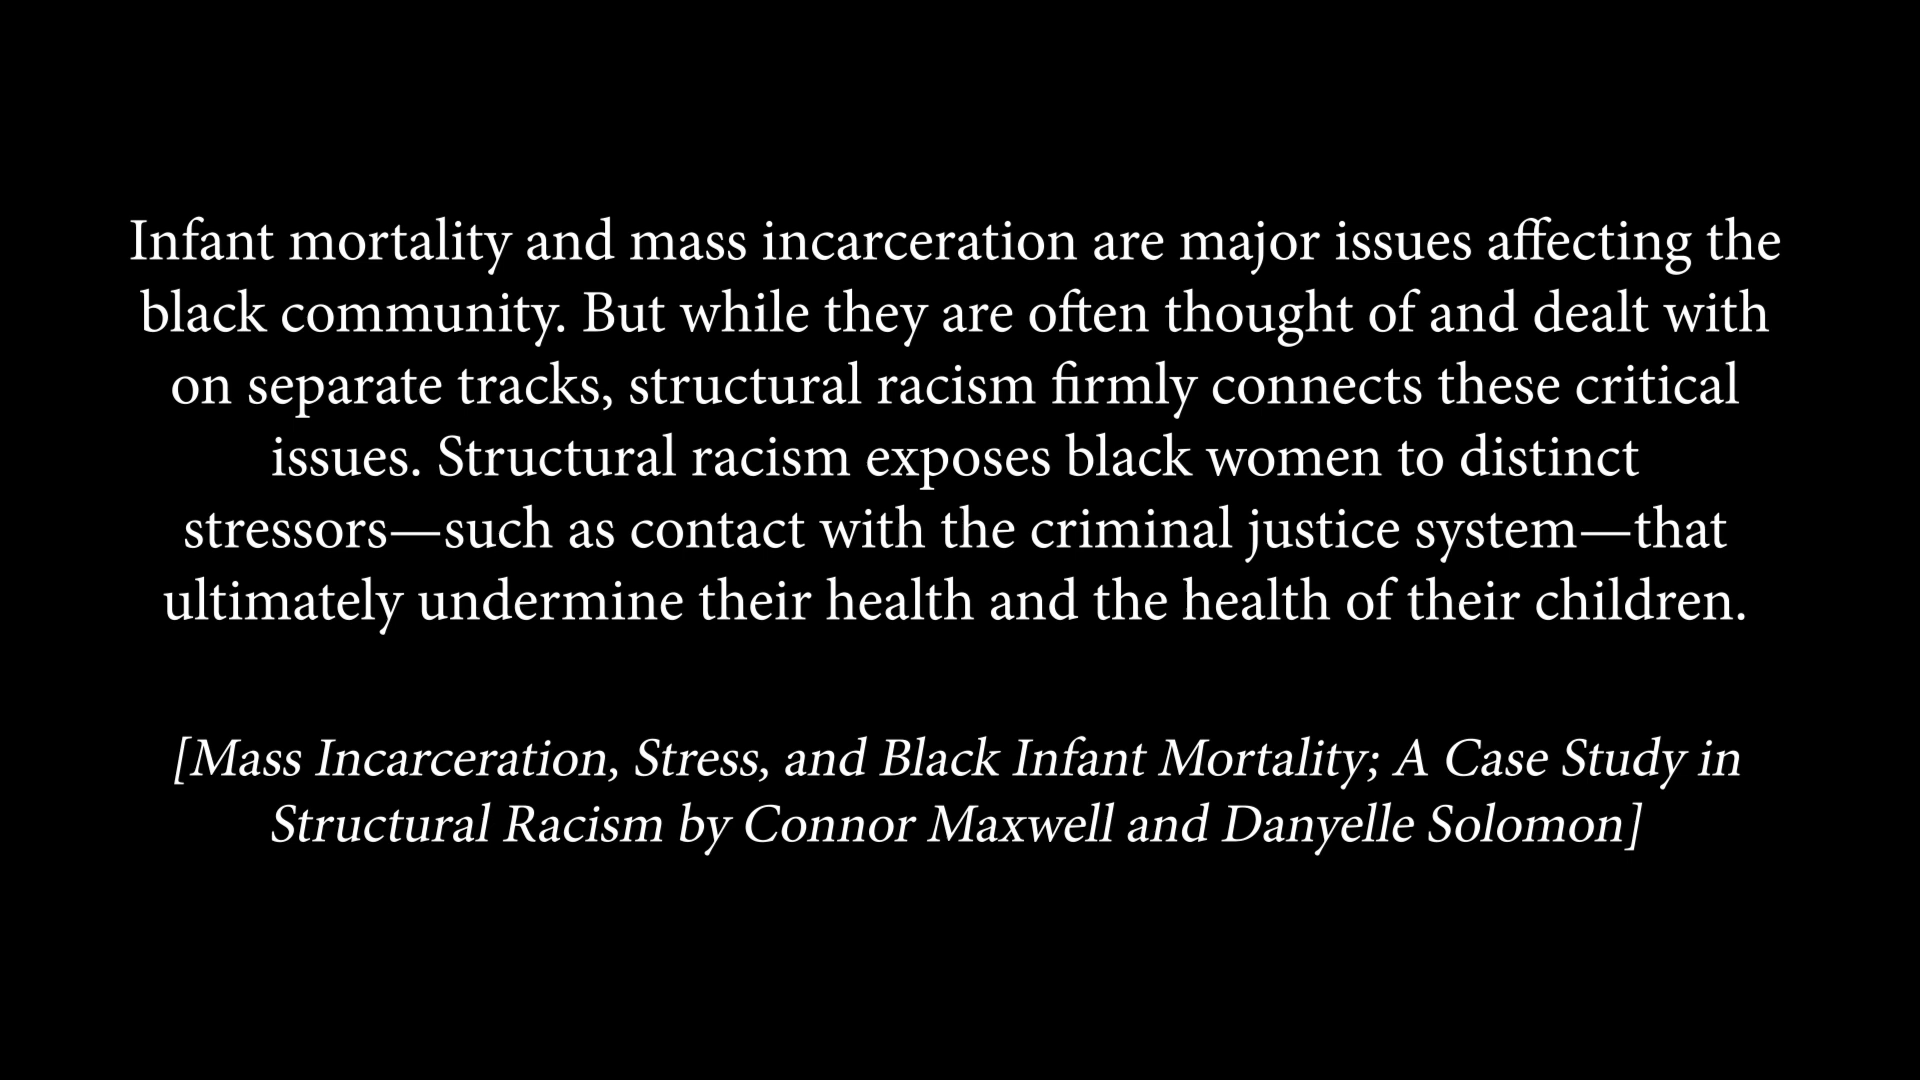 Infant mortality and mass incarceration are major issues affecting the
black community. But while they are often thought of and dealt with
on separate tracks, structural racism firmly connects these critical
issues. Structural racism exposes black women to distinct
stressors—such as contact with the criminal justice system—that
ultimately undermine their health and the health of their children.
[Mass Incarceration, Stress, and Black Infant Mortality; A Case Study in
Structural Racism by Connor Maxwell and Danyelle Solomon]